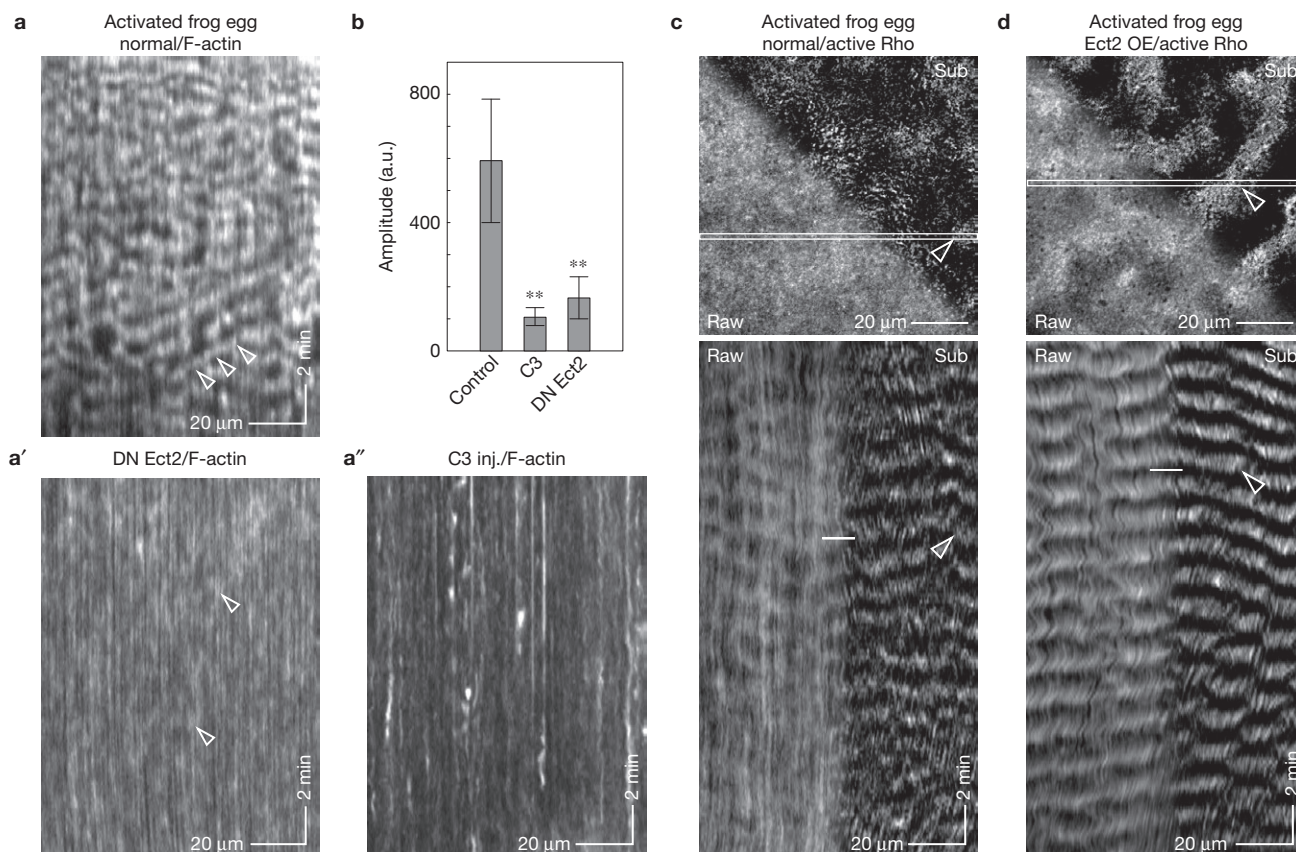 a
Activated frog egg
normal/F-actin
20 μm
2 min
b
Amplitude (a.u.)
800
400
0
**
**
Control
C3
DN Ect2
c
Activated frog egg
normal/active Rho
Sub
Raw
20 μm
Raw
Sub
20 μm
2 min
d
Activated frog egg
Ect2 OE/active Rho
Sub
Raw
20 μm
Raw
Sub
20 μm
2 min
a′
DN Ect2/F-actin
20 μm
2 min
a″
C3 inj./F-actin
20 μm
2 min